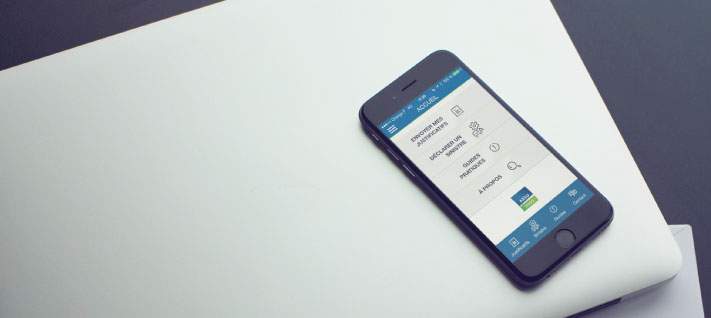 ACCUEIL
ENVOYER MES
JUSTIFICATIFS
DÉCLARER UN
SINISTRE
GUIDES
PRATIQUES
À PROPOS
Justificatifs
Sinistre
Guides
Contact